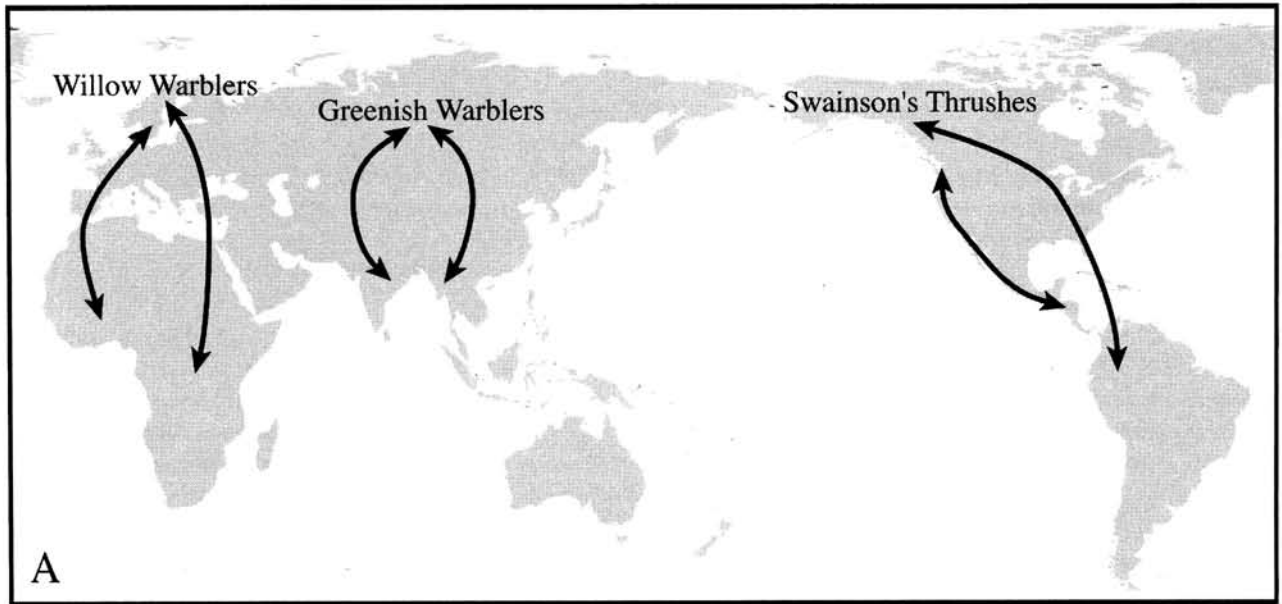 Willow Warblers
Greenish Warblers
Swainson's Thrushes
A